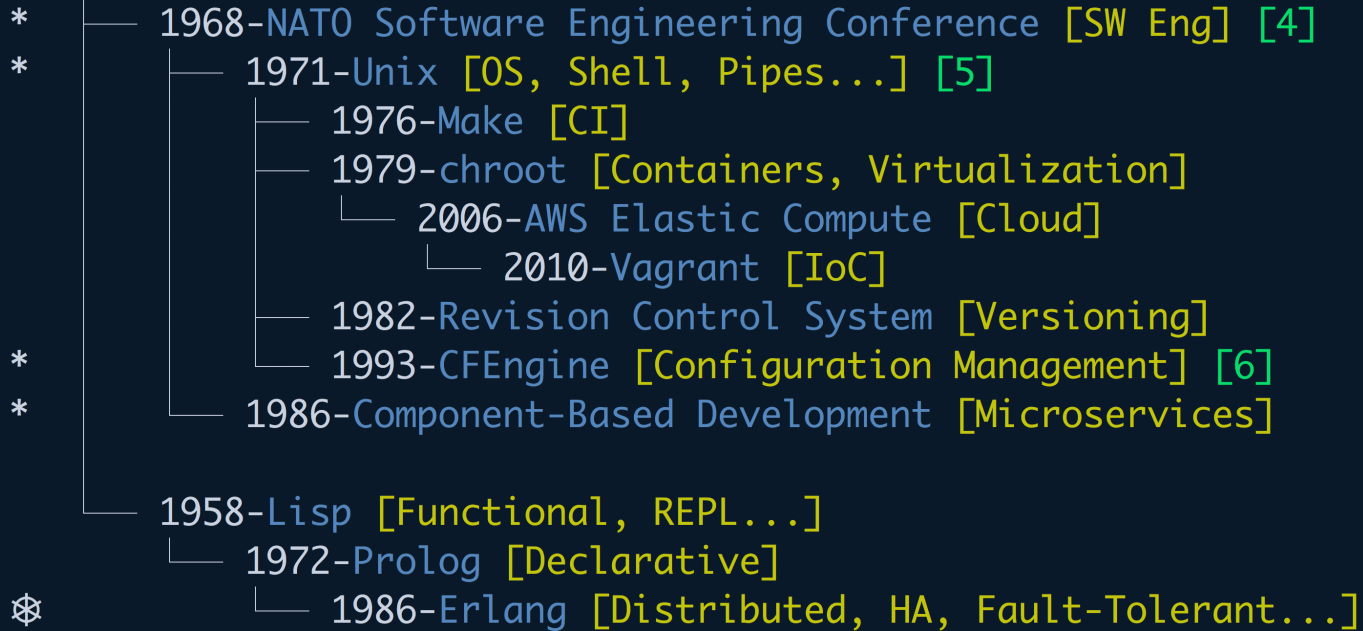 * 1968-NATO Software Engineering Conference [SW Eng] [4]
* 1971-Unix [OS, Shell, Pipes...] [5]
1976-Make [CI]
1979-chroot [Containers, Virtualization]
2006-AWS Elastic Compute [Cloud]
2010-Vagrant [IoC]
1982-Revision Control System [Versioning]
* 1993-CFEngine [Configuration Management] [6]
* 1986-Component-Based Development [Microservices]
1958-Lisp [Functional, REPL...]
1972-Prolog [Declarative]
⎈ 1986-Erlang [Distributed, HA, Fault-Tolerant...]